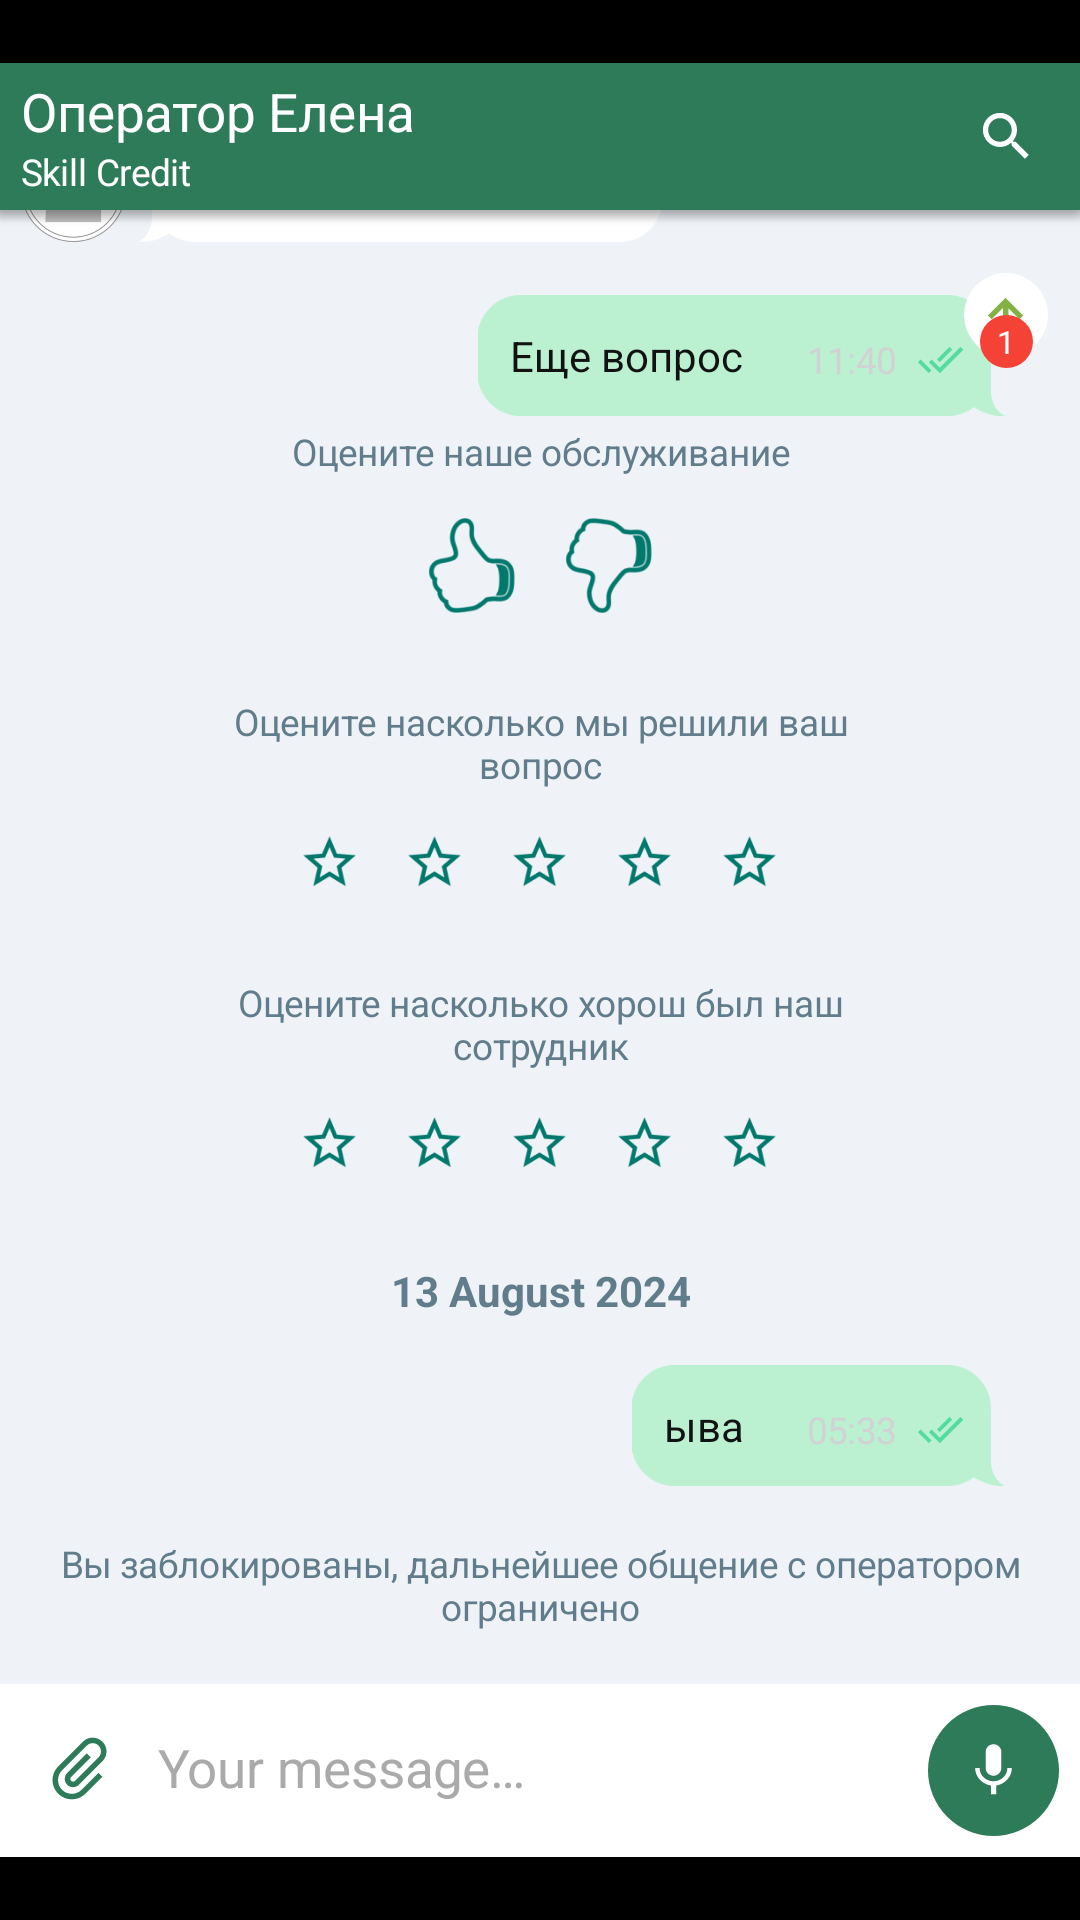 Оператор Елена
Skill Credit
1
Еще вопрос 11:40
Оцените наше обслуживание
Оцените насколько мы решили ваш
вопрос
Оцените насколько хорош был наш
сотрудник
13 August 2024
ыва 05:33
Вы заблокированы, дальнейшее общение с оператором
ограничено
Your message...